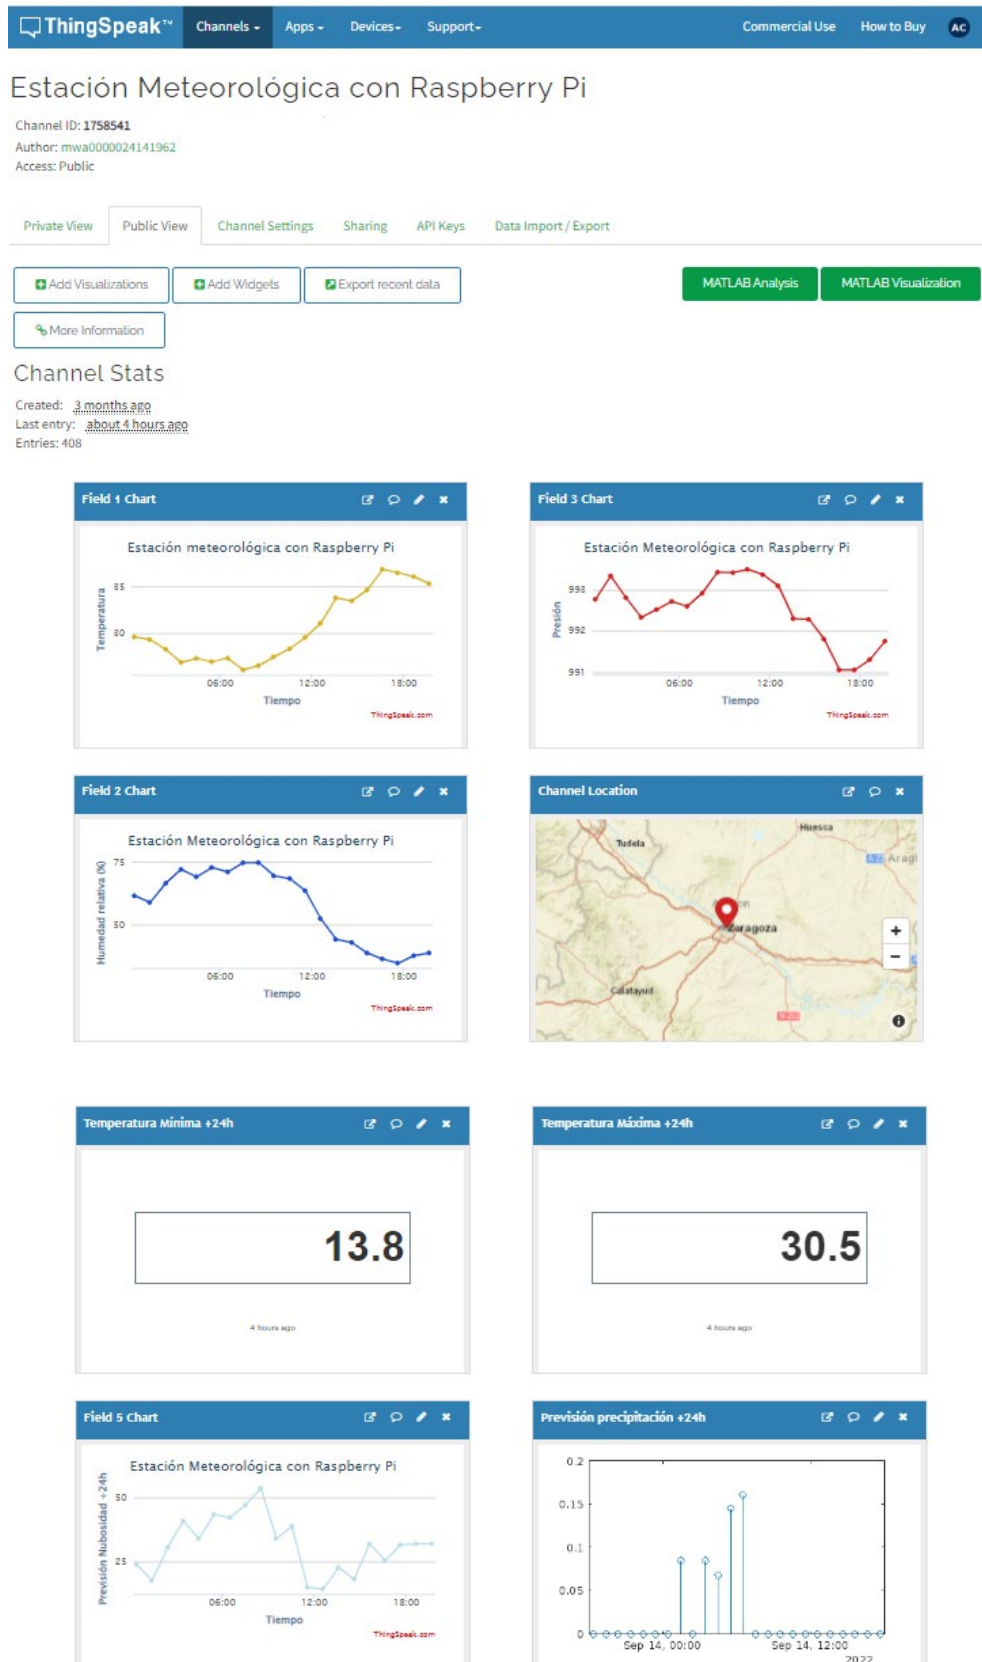 ThingSpeak™ Channels Apps Devices Support Commercial Use How to Buy AC
Estación Meteorológica con Raspberry Pi
Channel ID: 1758541
Author: mwa0000024141962
Access: Public
Private View Public View Channel Settings Sharing API Keys Data Import / Export
Add Visualizations Add Widgets Export recent data MATLAB Analysis MATLAB Visualization
More Information
Channel Stats
Created: 3 months ago
Last entry: about 4 hours ago
Entries: 408
Field 1 Chart
Estación meteorológica con Raspberry Pi
Temperatura
85
80
06:00 12:00 18:00
Tiempo
ThingSpeak.com
Field 3 Chart
Estación Meteorológica con Raspberry Pi
Presión
993
992
991
06:00 12:00 18:00
Tiempo
ThingSpeak.com
Field 2 Chart
Estación Meteorológica con Raspberry Pi
Humedad relativa (%)
75
50
06:00 12:00 18:00
Tiempo
ThingSpeak.com
Channel Location
Huesca
Tudela
Zaragoza
Calatayud
+
−
Temperatura Mínima +24h
13.8
4 hours ago
Temperatura Máxima +24h
30.5
4 hours ago
Field 5 Chart
Estación Meteorológica con Raspberry Pi
Previsión Nubosidad +24h
50
25
06:00 12:00 18:00
Tiempo
ThingSpeak.com
Previsión precipitación +24h
0.2
0.15
0.1
0.05
0
Sep 14, 00:00 Sep 14, 12:00
2022